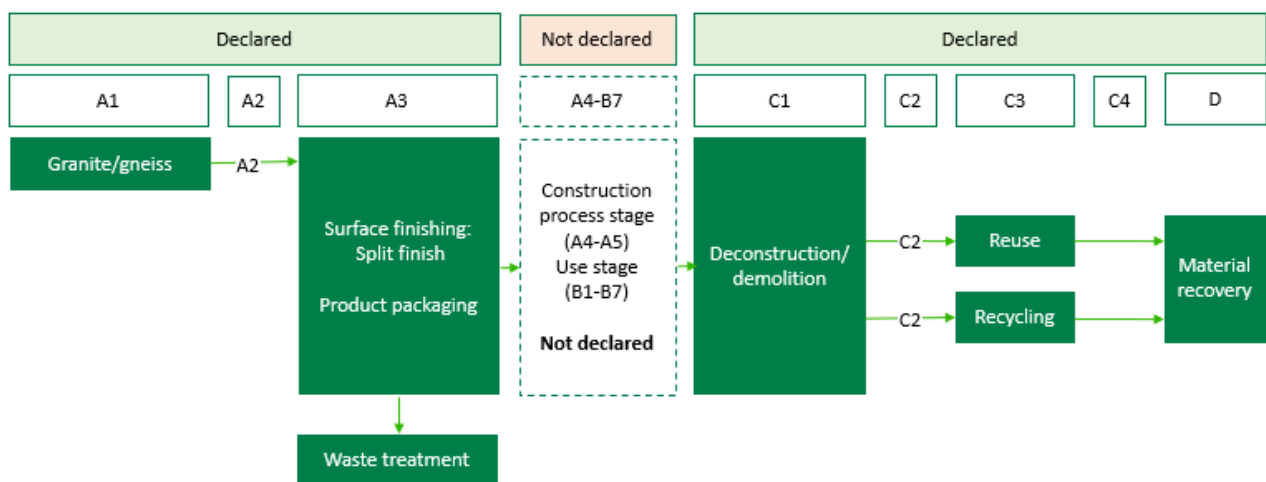 Declared
Not declared
Declared
A1
A2
A3
A4-B7
C1
C2
C3
C4
D
Granite/gneiss
A2
Surface finishing:
Split finish
Product packaging
Waste treatment
Construction
process stage
(A4-A5)
Use stage
(B1-B7)
Not declared
Deconstruction/
demolition
C2
Reuse
C2
Recycling
Material
recovery